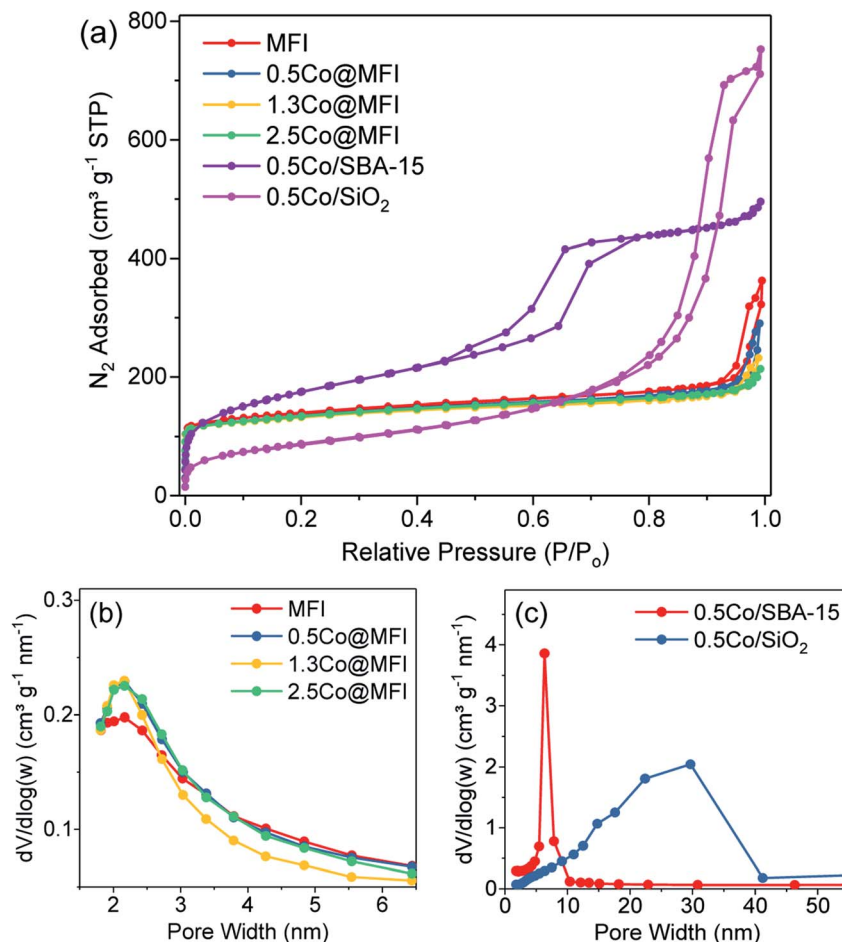 (a)
800
600
400
200
0
N₂ Adsorbed (cm³ g⁻¹ STP)
MFI
0.5Co@MFI
1.3Co@MFI
2.5Co@MFI
0.5Co/SBA-15
0.5Co/SiO₂
0.0 0.2 0.4 0.6 0.8 1.0
Relative Pressure (P/Pₒ)
(b)
0.3
0.2
0.1
dV/dlog(w) (cm³ g⁻¹ nm⁻¹)
MFI
0.5Co@MFI
1.3Co@MFI
2.5Co@MFI
2 3 4 5 6
Pore Width (nm)
(c)
4
2
0
dV/dlog(w) (cm³ g⁻¹ nm⁻¹)
0.5Co/SBA-15
0.5Co/SiO₂
0 10 20 30 40 50
Pore Width (nm)